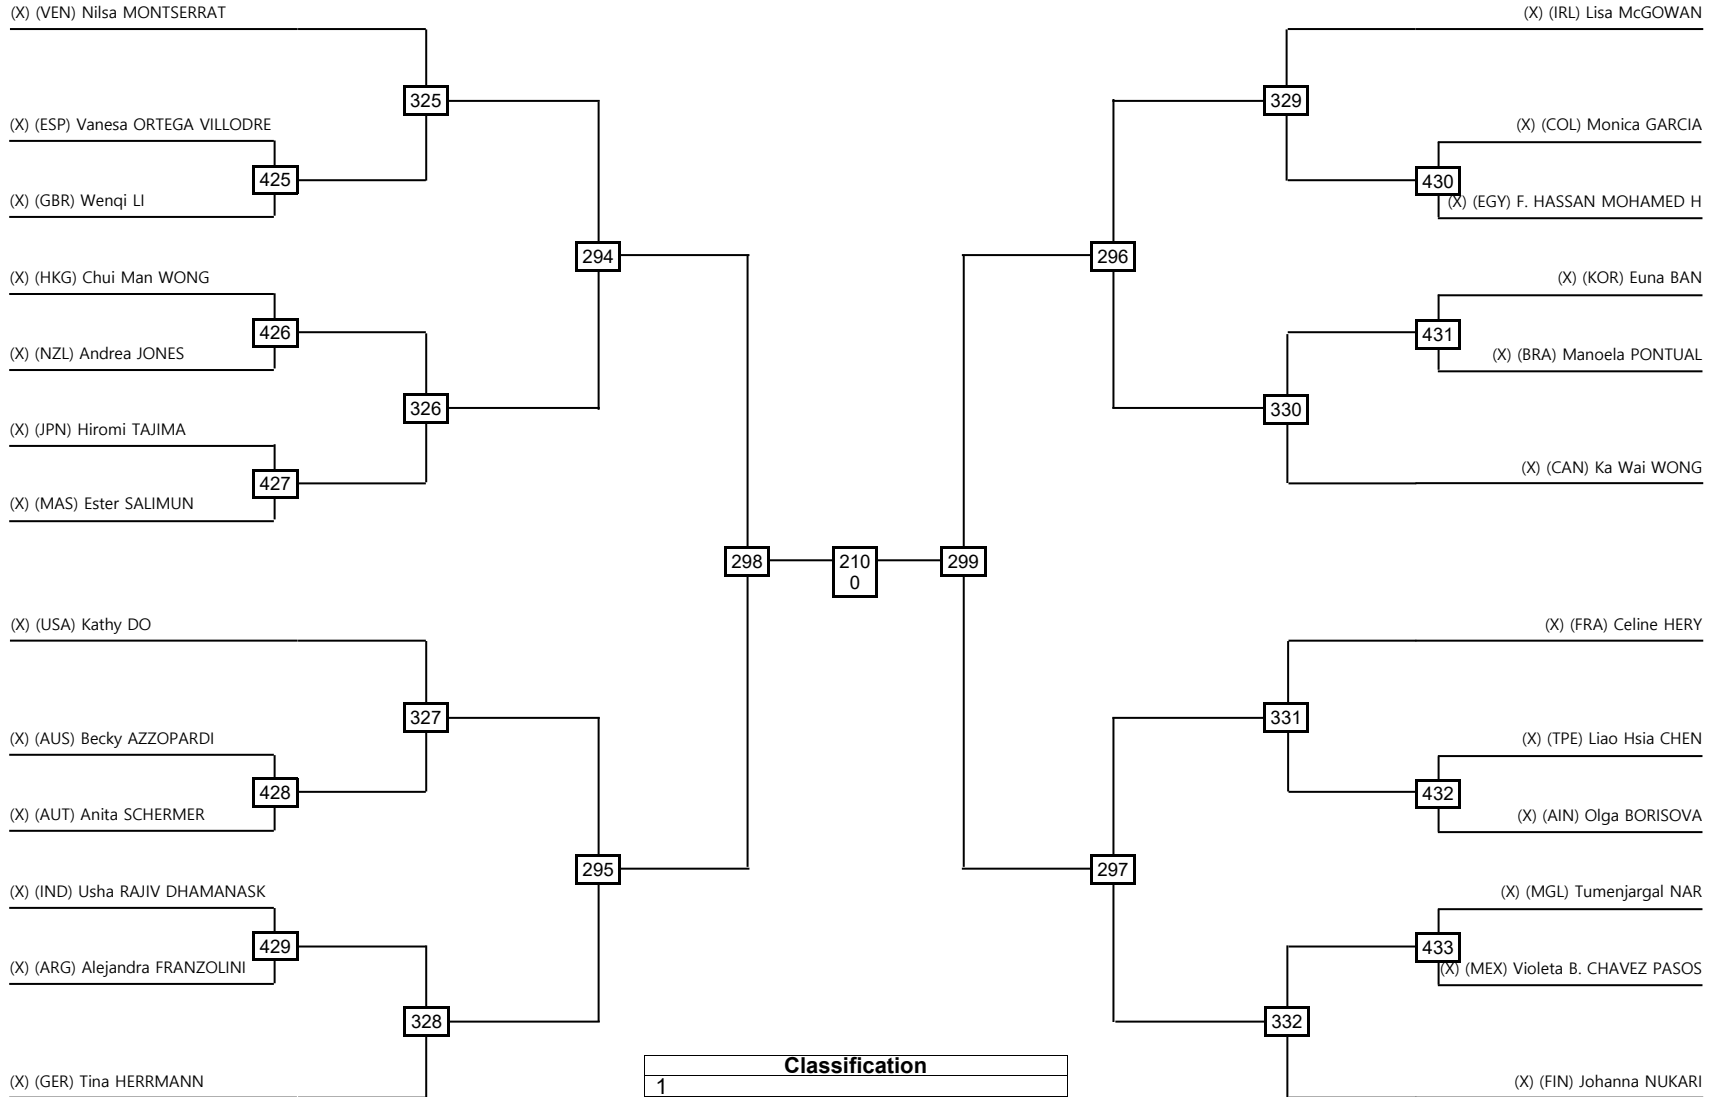 (X) (VEN) Nilsa MONTSERRAT
325
(X) (ESP) Vanesa ORTEGA VILLODRE
425
(X) (GBR) Wenqi LI
294
(X) (HKG) Chui Man WONG
426
(X) (NZL) Andrea JONES
326
(X) (JPN) Hiromi TAJIMA
427
(X) (MAS) Ester SALIMUN
298
(X) (USA) Kathy DO
327
(X) (AUS) Becky AZZOPARDI
428
(X) (AUT) Anita SCHERMER
295
(X) (IND) Usha RAJIV DHAMANASK
429
(X) (ARG) Alejandra FRANZOLINI
328
(X) (GER) Tina HERRMANN
210
0
(X) (IRL) Lisa McGOWAN
329
(X) (COL) Monica GARCIA
430
(X) (EGY) F. HASSAN MOHAMED H
296
(X) (KOR) Euna BAN
431
(X) (BRA) Manoela PONTUAL
330
(X) (CAN) Ka Wai WONG
299
(X) (FRA) Celine HERY
331
(X) (TPE) Liao Hsia CHEN
432
(X) (AIN) Olga BORISOVA
297
(X) (MGL) Tumenjargal NAR
433
(X) (MEX) Violeta B. CHAVEZ PASOS
332
(X) (FIN) Johanna NUKARI
Classification
1